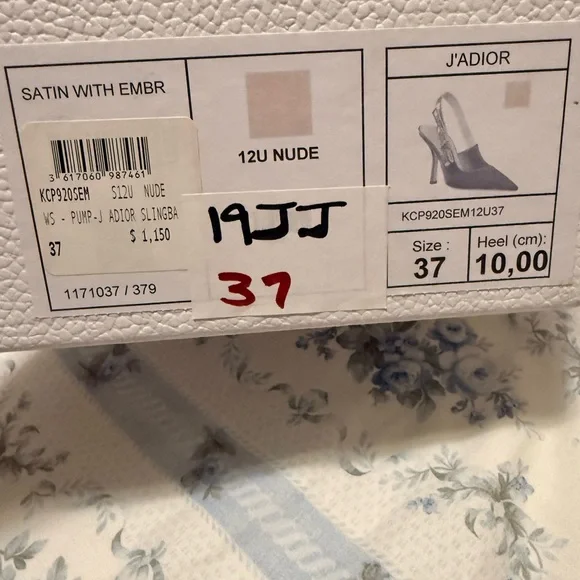 SATIN WITH EMBR
3 617060 987461
KCP920SEM S12U NUDE
WS - PUMP-J ADIOR SLINGBA
37 $ 1,150
1171037 / 379
12U NUDE
19JJ
37
J'ADIOR
KCP920SEM12U37
Size : Heel (cm):
37 10,00